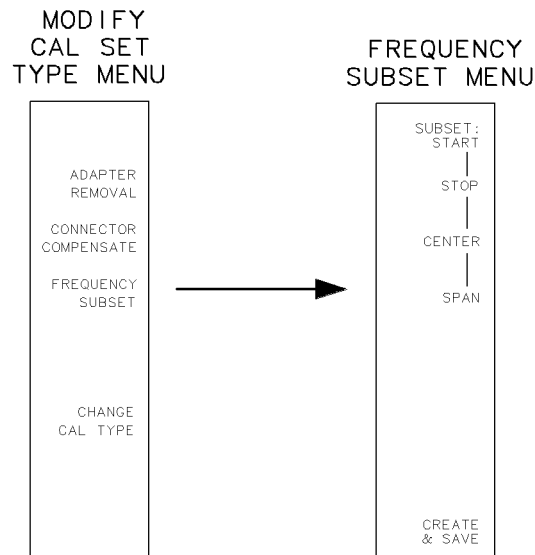 MODIFY
CAL SET
TYPE MENU
ADAPTER
REMOVAL
CONNECTOR
COMPENSATE
FREQUENCY
SUBSET
CHANGE
CAL TYPE
FREQUENCY
SUBSET MENU
SUBSET:
START
STOP
CENTER
SPAN
CREATE
& SAVE